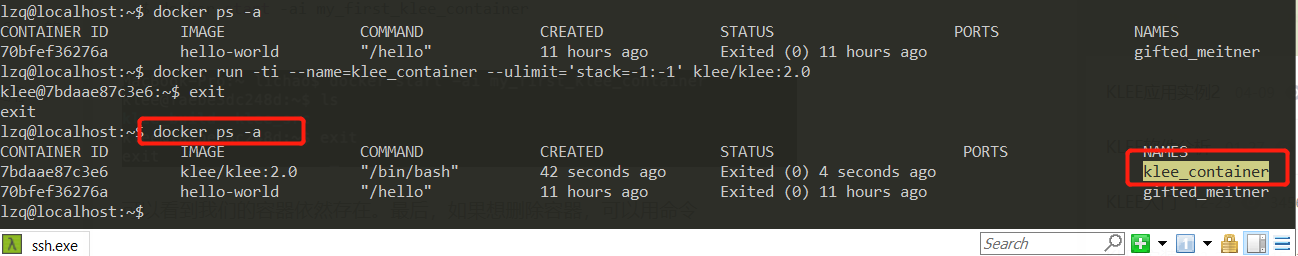 lzq@localhost:~$ docker ps -a
CONTAINER ID IMAGE COMMAND CREATED STATUS PORTS NAMES
70bfef36276a hello-world "/hello" 11 hours ago Exited (0) 11 hours ago gifted_meitner
lzq@localhost:~$ docker run -ti --name=klee_container --ulimit='stack=-1:-1' klee/klee:2.0
klee@7bdaae87c3e6:~$ exit
exit
lzq@localhost:~$ docker ps -a
CONTAINER ID IMAGE COMMAND CREATED STATUS PORTS NAMES
7bdaae87c3e6 klee/klee:2.0 "/bin/bash" 42 seconds ago Exited (0) 4 seconds ago klee_container
70bfef36276a hello-world "/hello" 11 hours ago Exited (0) 11 hours ago gifted_meitner
lzq@localhost:~$
ssh.exe Search